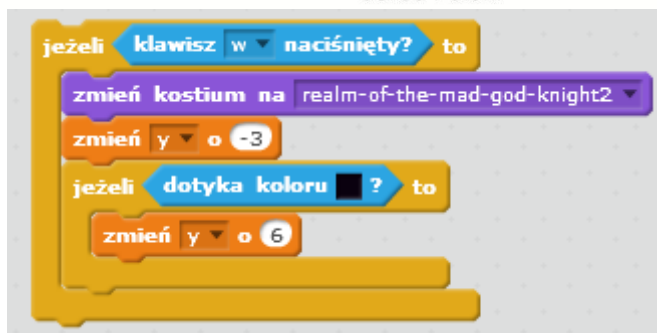 jeżeli klawisz w naciśnięty? to
zmień kostium na realm-of-the-mad-god-knight2
zmień y o -3
jeżeli dotyka koloru ? to
zmień y o 6